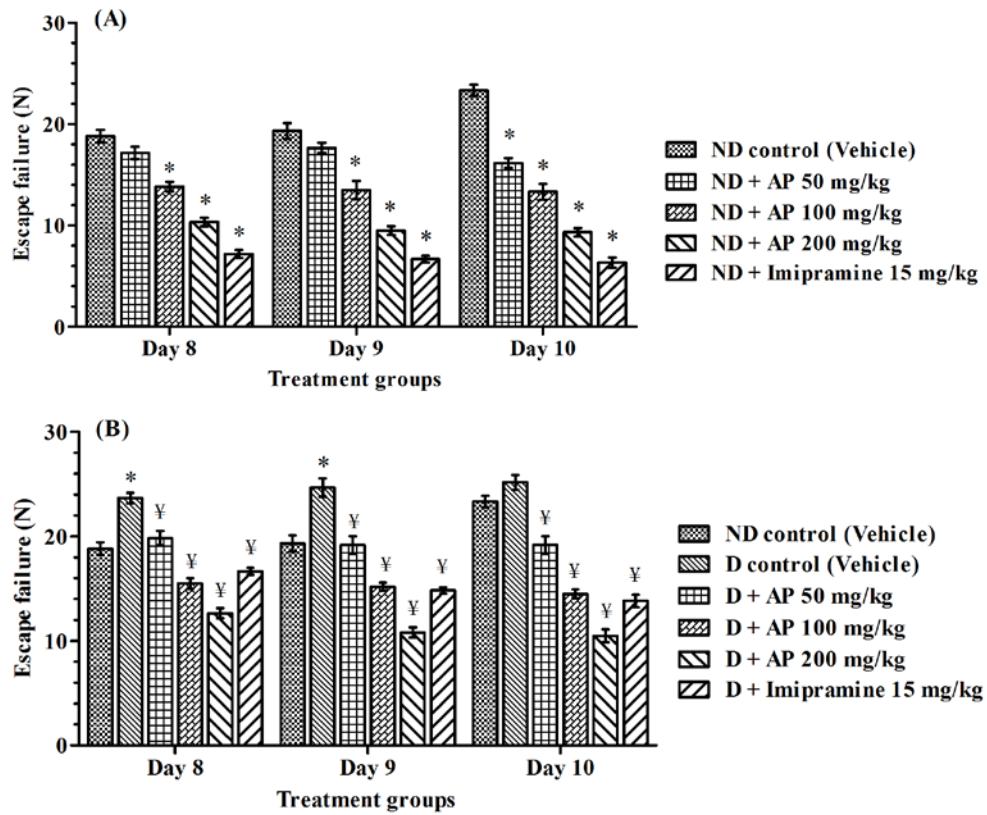 (A)
30
20
10
0
Escape failure (N)
* * *
* * *
* * * *
Day 8 Day 9 Day 10
Treatment groups
ND control (Vehicle)
ND + AP 50 mg/kg
ND + AP 100 mg/kg
ND + AP 200 mg/kg
ND + Imipramine 15 mg/kg
(B)
30
20
10
0
Escape failure (N)
* ¥ ¥ ¥ ¥
* ¥ ¥ ¥ ¥
¥ ¥ ¥ ¥
Day 8 Day 9 Day 10
Treatment groups
ND control (Vehicle)
D control (Vehicle)
D + AP 50 mg/kg
D + AP 100 mg/kg
D + AP 200 mg/kg
D + Imipramine 15 mg/kg